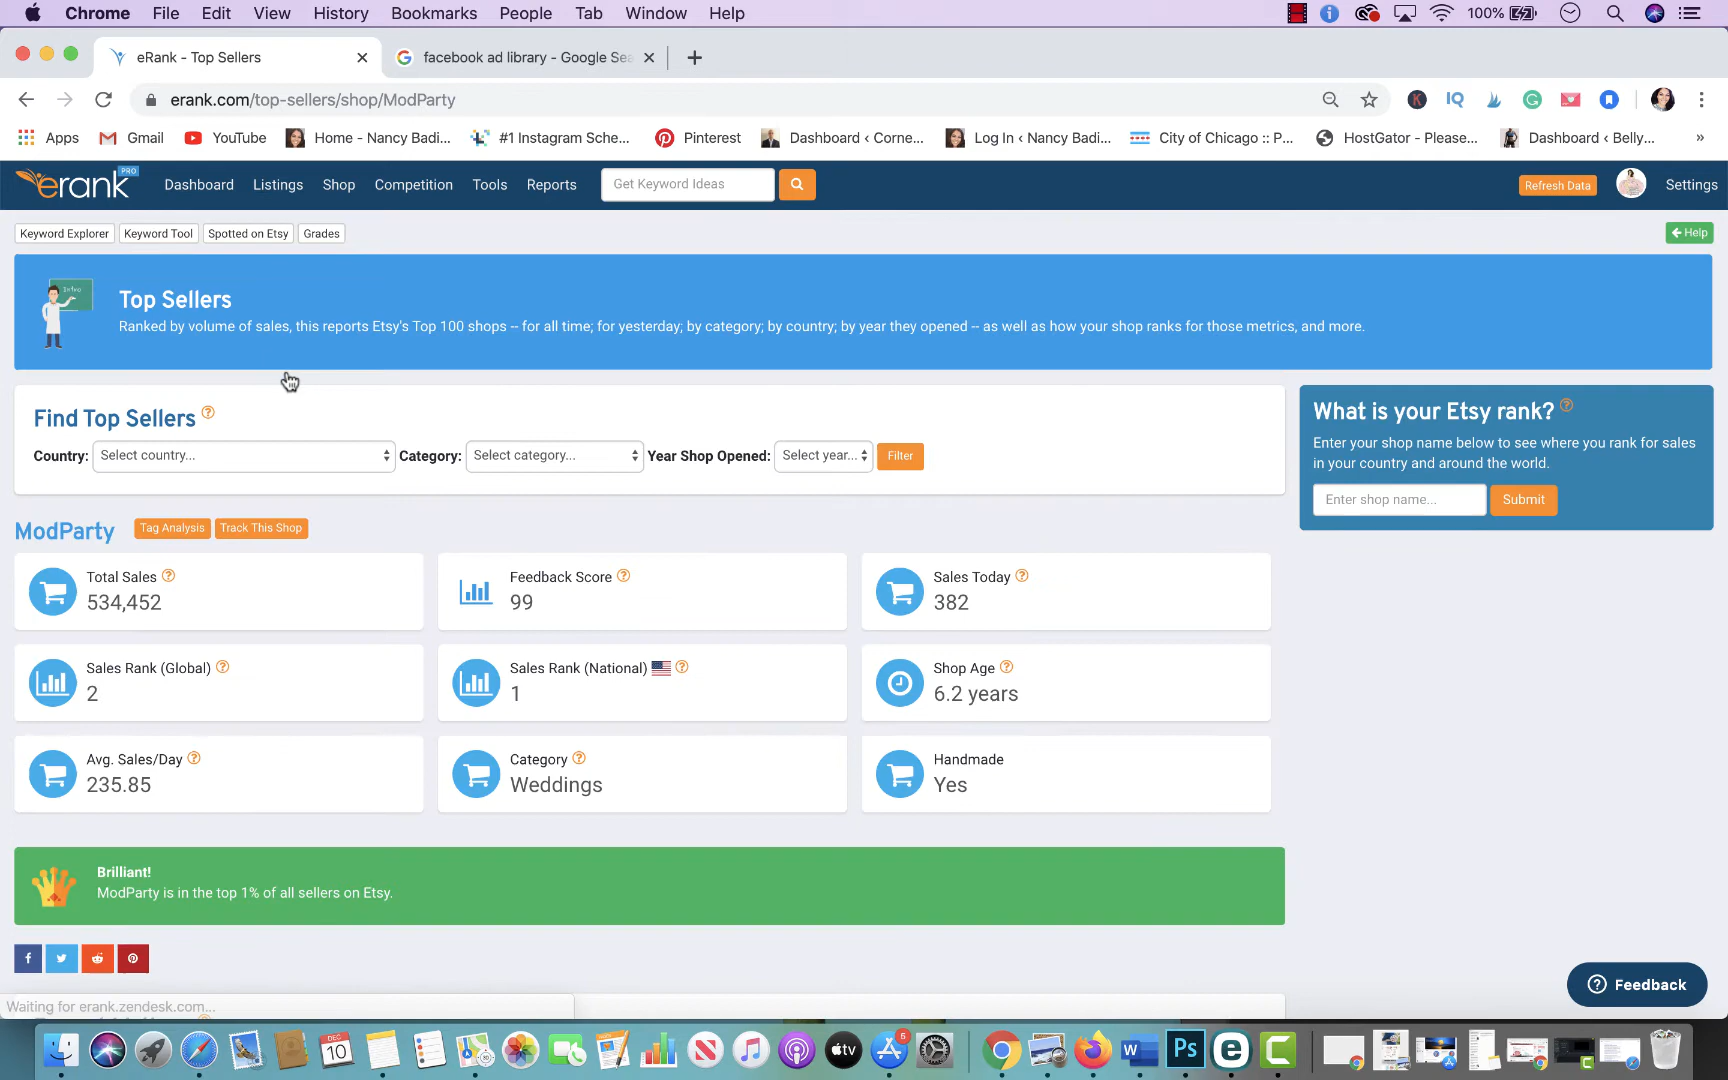 Chrome File Edit View History Bookmarks People Tab Window Help 100%
eRank - Top Sellers facebook ad library - Google Sea
erank.com/top-sellers/shop/ModParty
Apps Gmail YouTube Home - Nancy Badi... #1 Instagram Sche... Pinterest Dashboard ‹ Corne... Log In ‹ Nancy Badi... City of Chicago :: P... HostGator - Please... Dashboard ‹ Belly... »
erank PRO Dashboard Listings Shop Competition Tools Reports Get Keyword Ideas Refresh Data Settings
Keyword Explorer Keyword Tool Spotted on Etsy Grades Help
Top Sellers
Ranked by volume of sales, this reports Etsy's Top 100 shops -- for all time; for yesterday; by category; by country; by year they opened -- as well as how your shop ranks for those metrics, and more.
Find Top Sellers
Country: Select country... Category: Select category... Year Shop Opened: Select year... Filter
What is your Etsy rank?
Enter your shop name below to see where you rank for sales
in your country and around the world.
Enter shop name... Submit
ModParty Tag Analysis Track This Shop
Total Sales
534,452
Feedback Score
99
Sales Today
382
Sales Rank (Global)
2
Sales Rank (National)
1
Shop Age
6.2 years
Avg. Sales/Day
235.85
Category
Weddings
Handmade
Yes
Brilliant!
ModParty is in the top 1% of all sellers on Etsy.
Feedback
Waiting for erank.zendesk.com...
DEC
10
tv
5
W
Ps